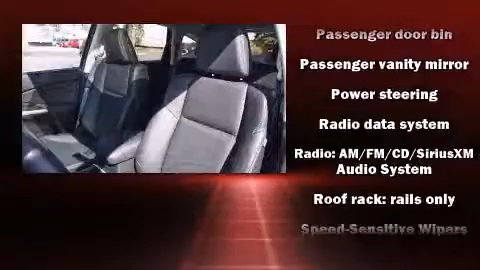 Passenger door bin
Passenger vanity mirror
Power steering
Radio data system
Radio: AM/FM/CD/SiriusXM
Audio System
Roof rack: rails only
Speed-Sensitive Wipers